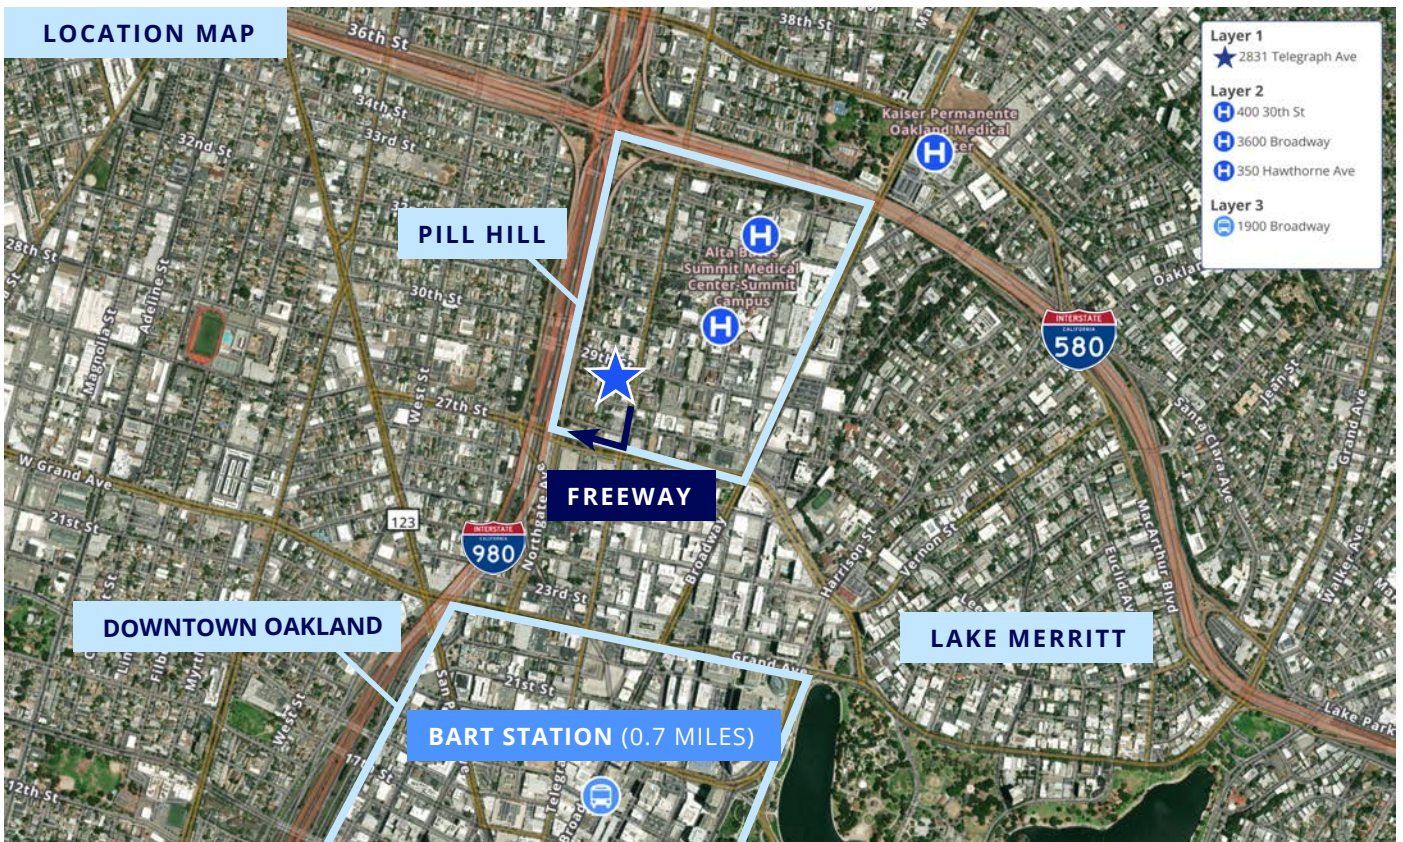 LOCATION MAP
36th St
38th St
34th St
33rd St
32nd St
Kaiser Permanente
Oakland Medical
Layer 1
2831 Telegraph Ave
Layer 2
H 400 30th St
H 3600 Broadway
H 350 Hawthorne Ave
Layer 3
1900 Broadway
H
PILL HILL
28th St
Adeline St
Magnolia St
30th St
H
Alta
Summit Medical
Center-Summit
Campus
H
INTERSTATE
CALIFORNIA
580
29th
West St
27th St
Jean St
Santa Clara Ave
Grand Ave
W Grand Ave
21st St
123
INTERSTATE
CALIFORNIA
980
Northgate Ave
FREEWAY
Broadway
Harrison St
Vernon St
MacArthur Blvd
Walker Ave
23rd St
DOWNTOWN OAKLAND
LAKE MERRITT
Grand Ave
21st St
West St
BART STATION (0.7 MILES)
17th St
12th St
Lake Park